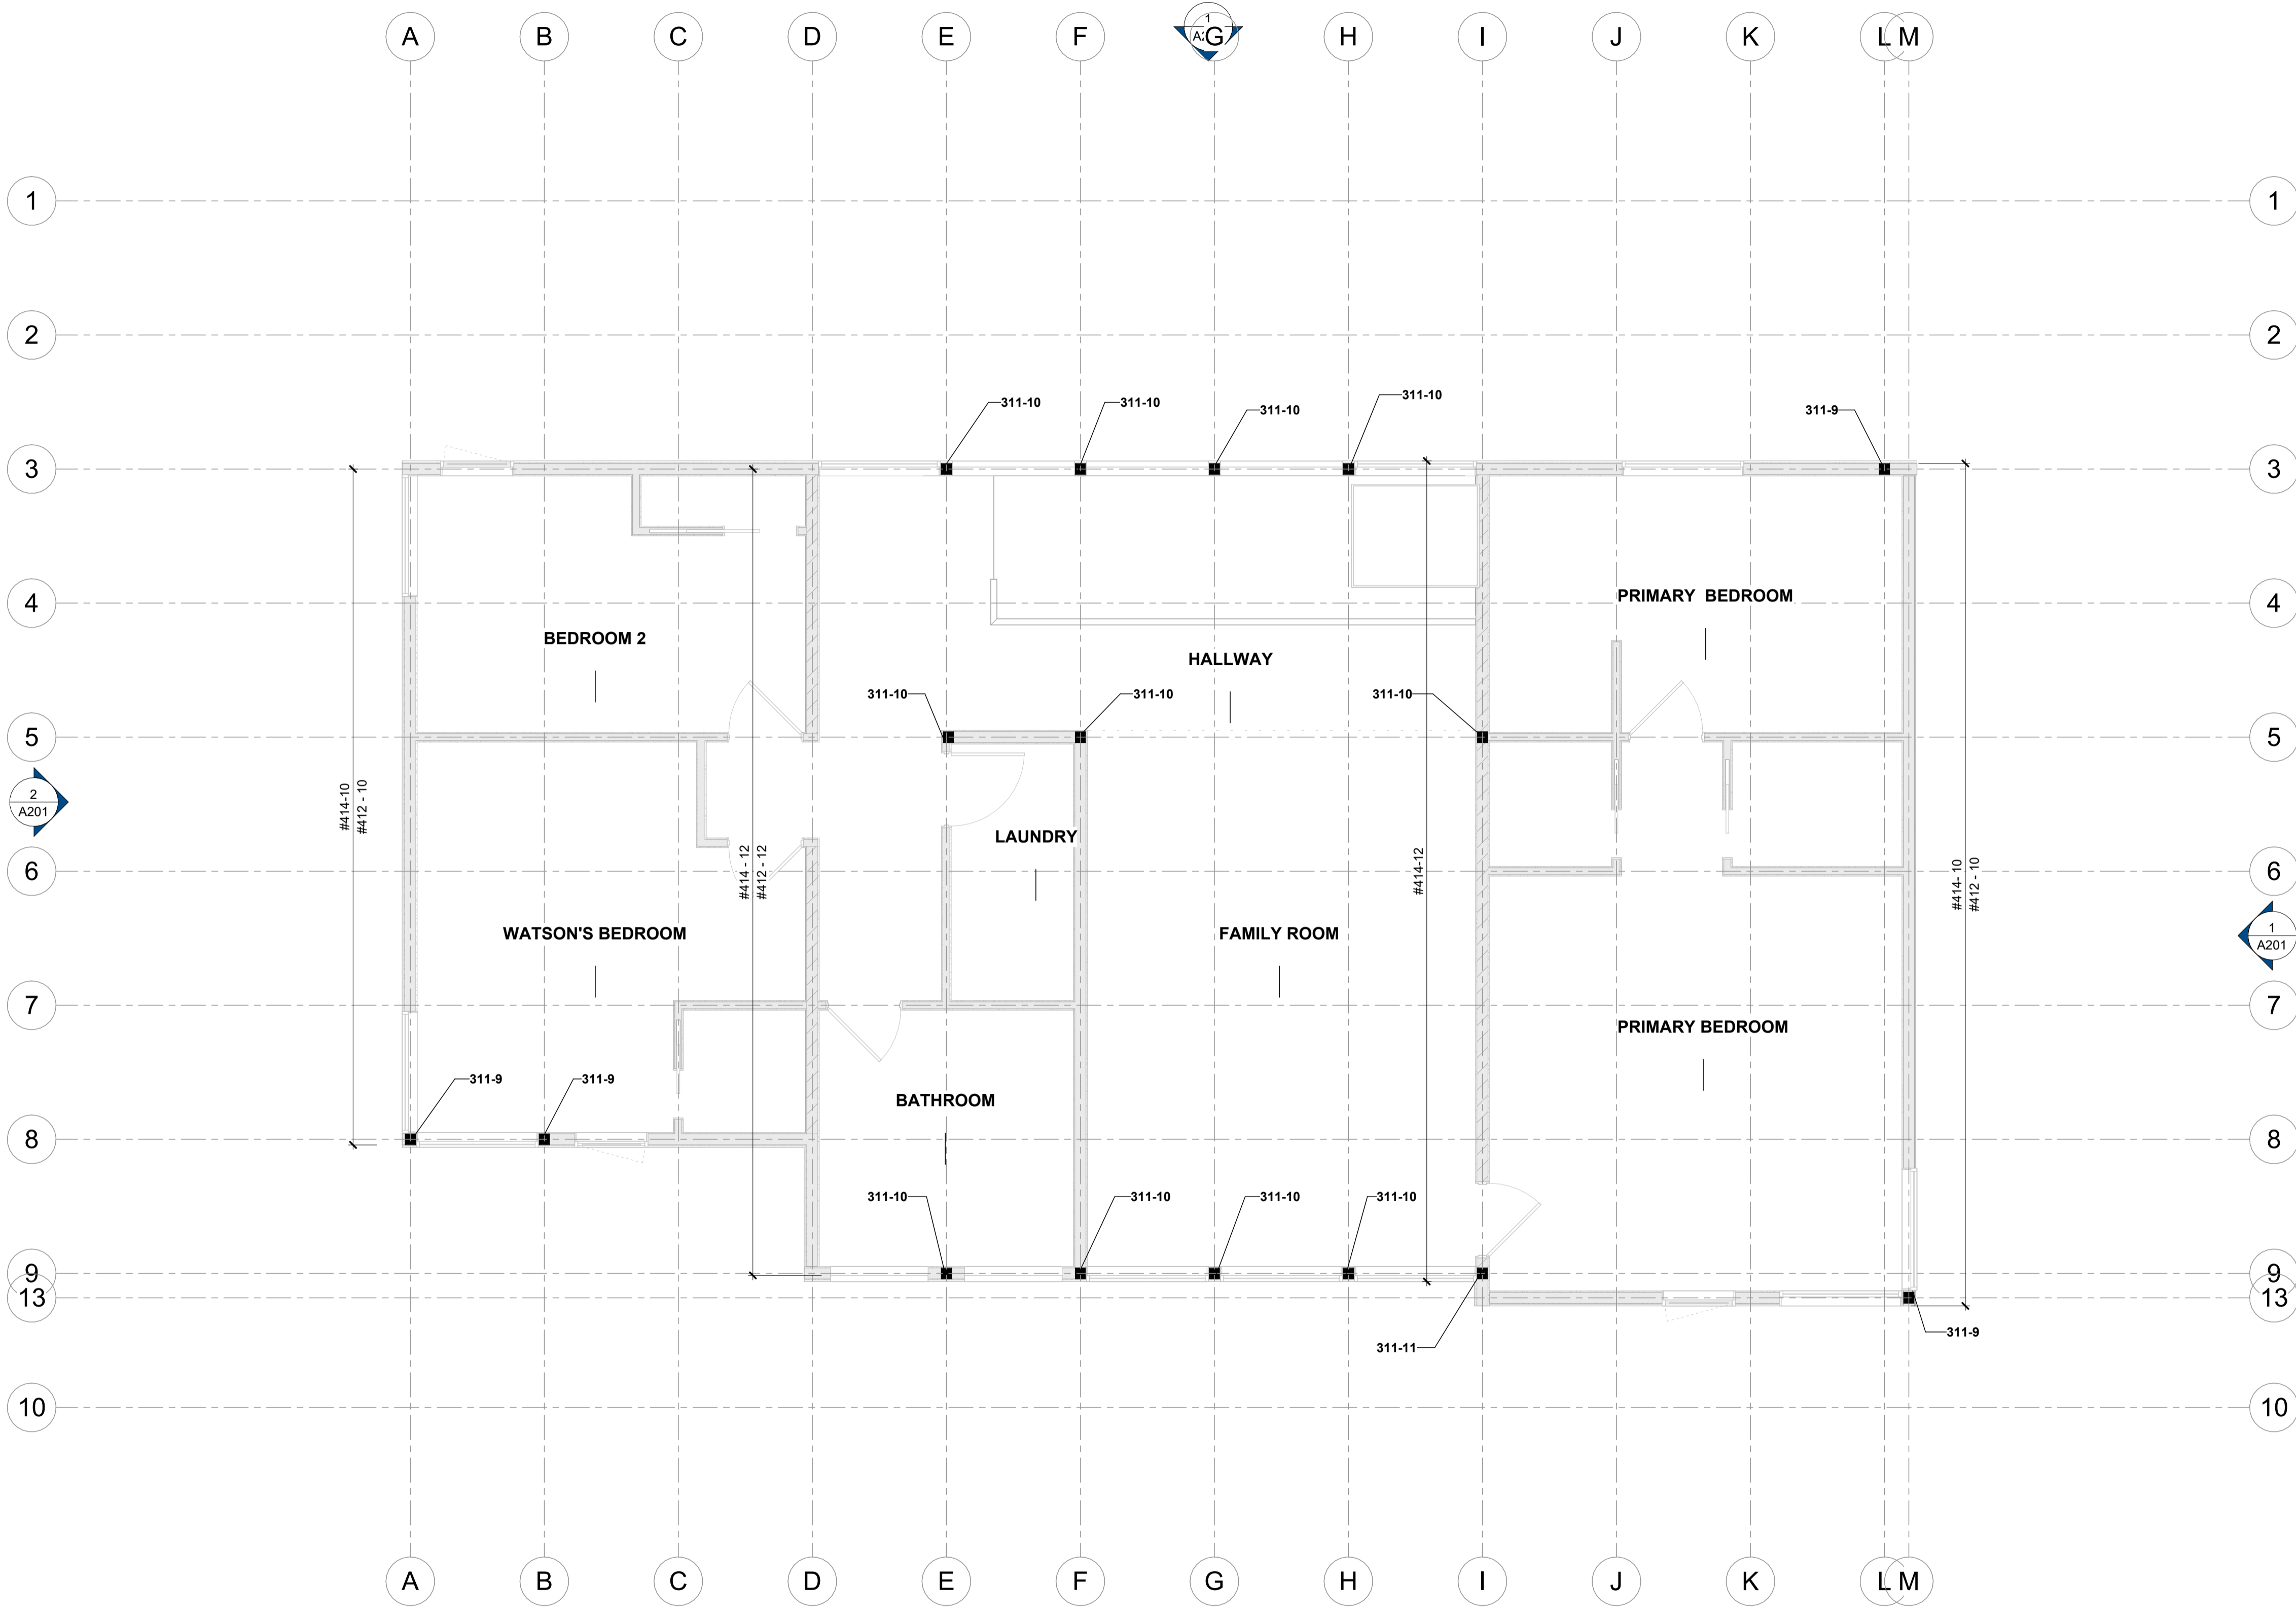 A B C D E F G H I J K L M
1
A2
1 1
2 2
311-10 311-10 311-10 311-10 311-9
3 3
4 4
PRIMARY  BEDROOM
BEDROOM 2
HALLWAY
311-10 311-10 311-10
5 5
2
A201
#414-10
#412 - 10
LAUNDRY
6 6
#414 - 12
#412 - 12
#414-12
#414- 10
#412 - 10
1
A201
WATSON'S BEDROOM
FAMILY ROOM
7 7
PRIMARY BEDROOM
311-9 311-9
BATHROOM
8 8
311-10 311-10 311-10 311-10
9 9
13 13
311-9
311-11
10 10
A B C D E F G H I J K L M